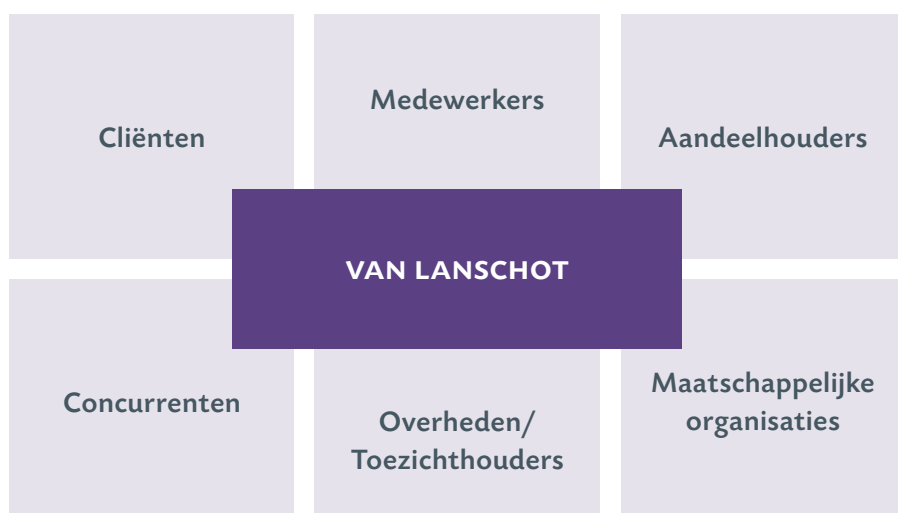 Cliënten
Medewerkers
Aandeelhouders
VAN LANSCHOT
Concurrenten
Overheden/
Toezichthouders
Maatschappelijke
organisaties